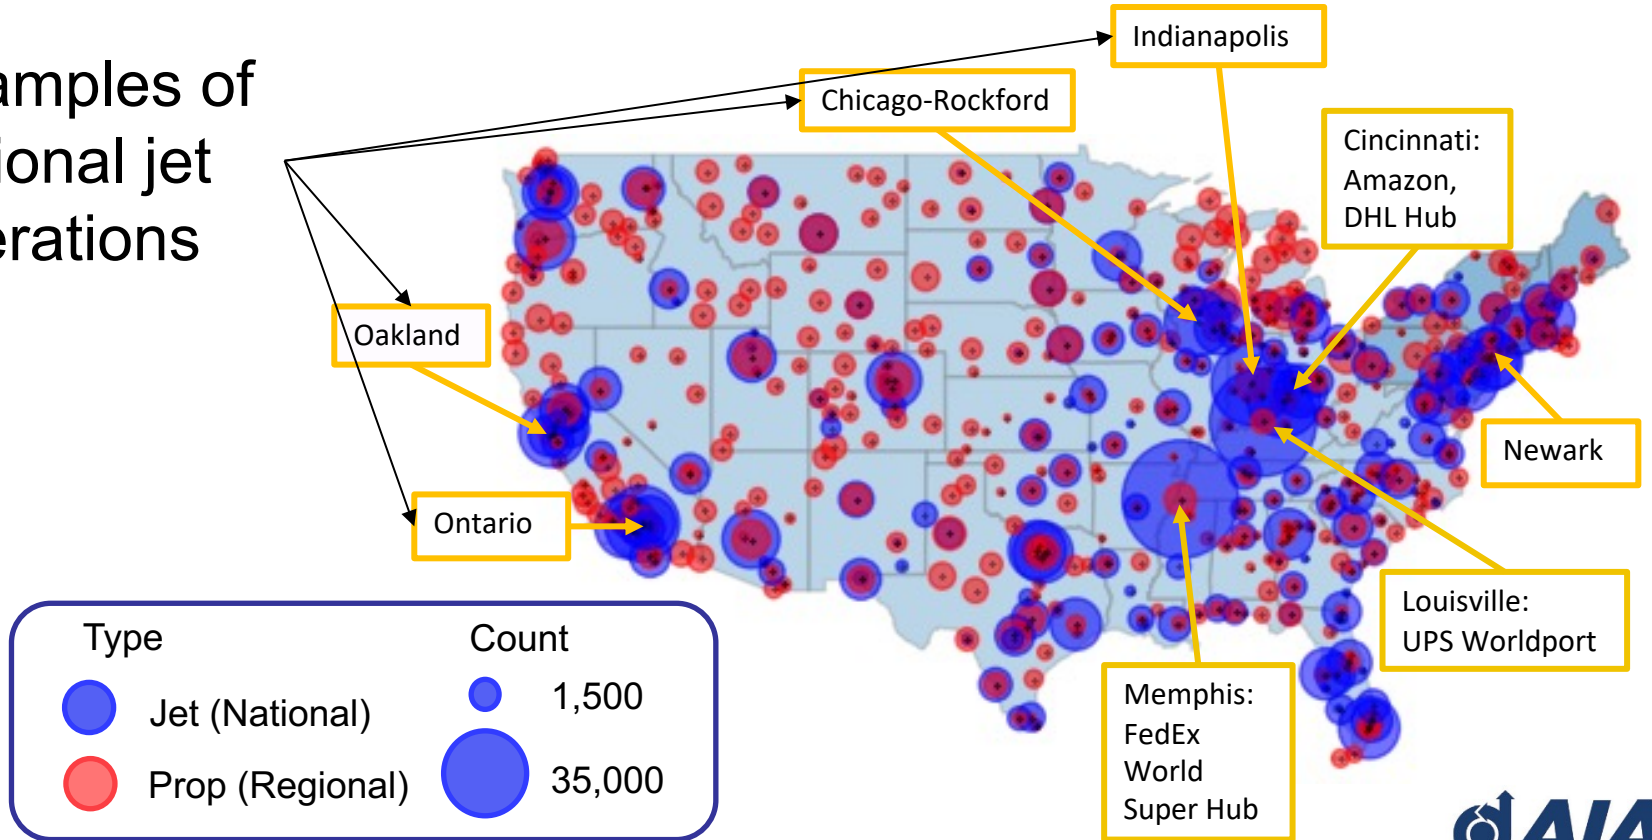 amples of
ional jet
erations
Indianapolis
Chicago-Rockford
Cincinnati:
Amazon,
DHL Hub
Oakland
Newark
Ontario
Louisville:
UPS Worldport
Memphis:
FedEx
World
Super Hub
Type
Count
Jet (National)
1,500
Prop (Regional)
35,000
AIA